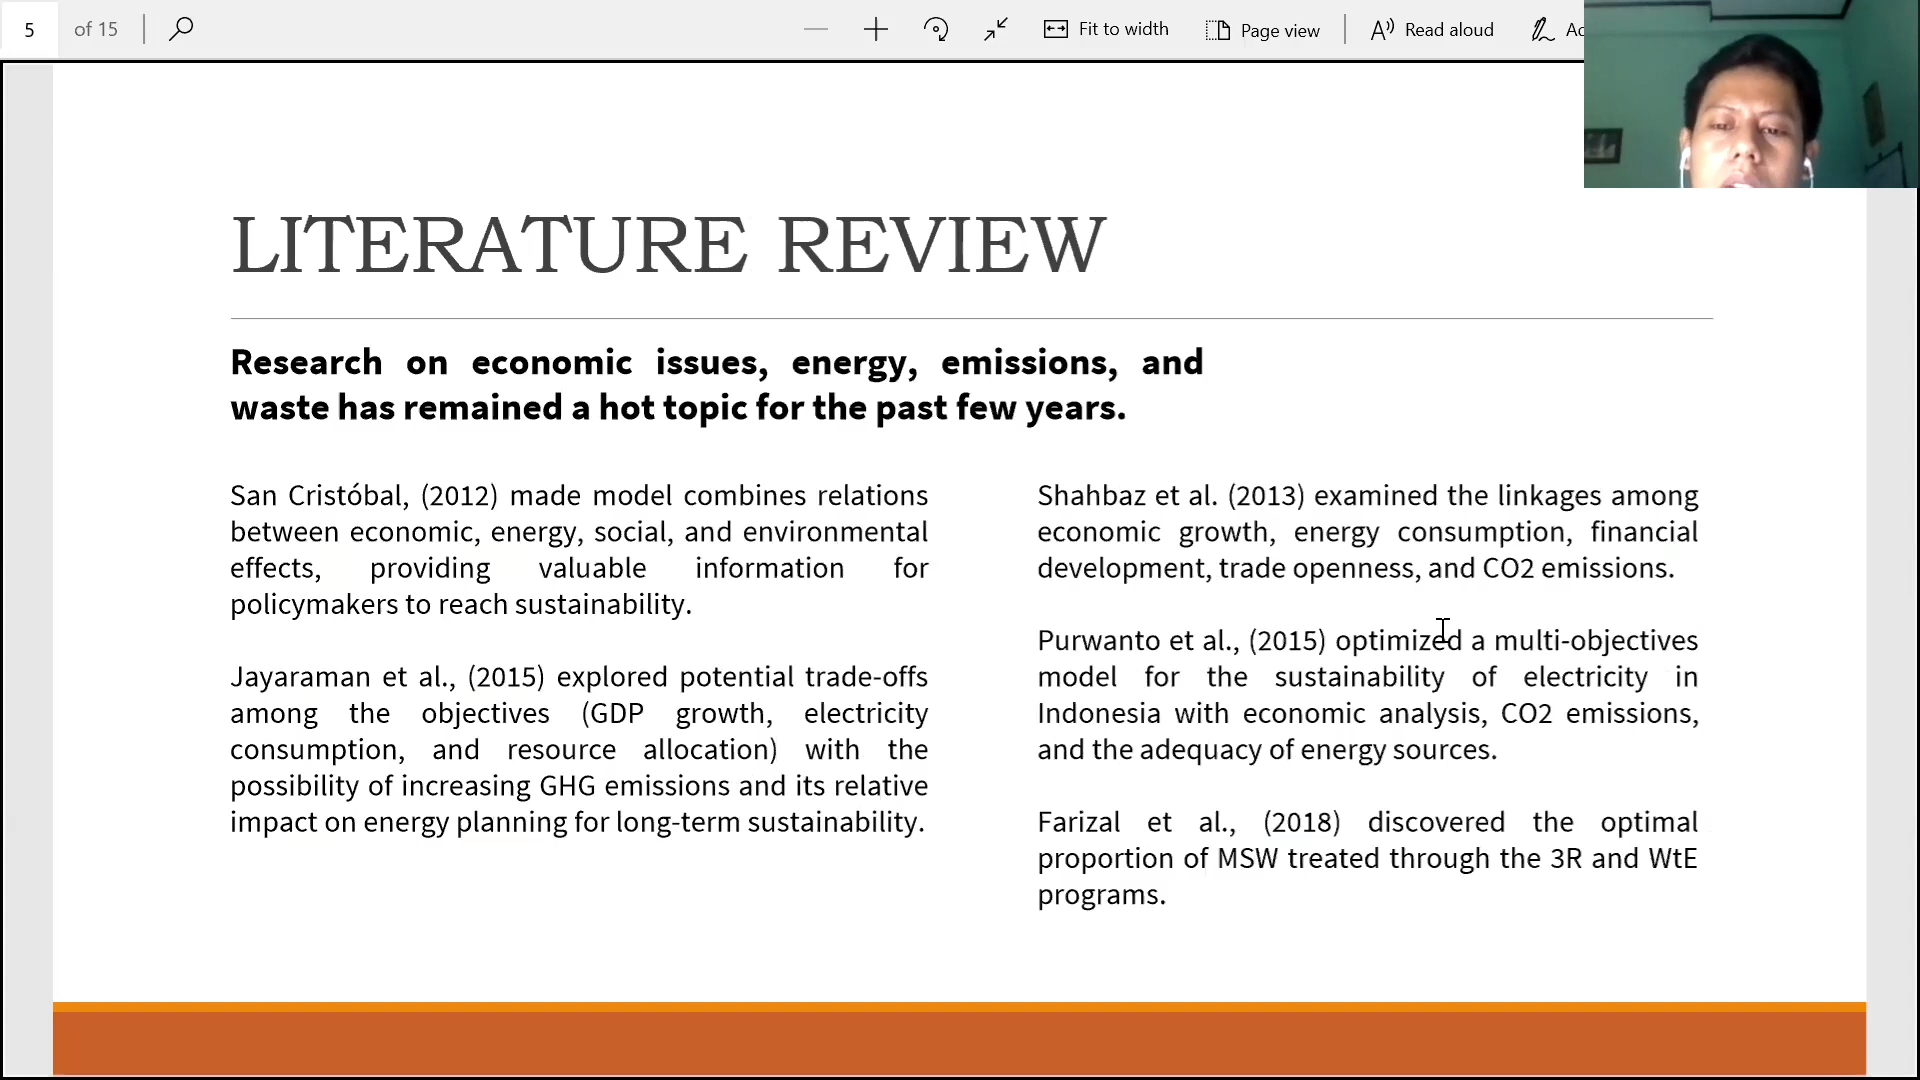 5 of 15 Fit to width Page view Read aloud
LITERATURE REVIEW
Research on economic issues, energy, emissions, and
waste has remained a hot topic for the past few years.
San Cristóbal, (2012) made model combines relations
between economic, energy, social, and environmental
effects, providing valuable information for
policymakers to reach sustainability.
Jayaraman et al., (2015) explored potential trade-offs
among the objectives (GDP growth, electricity
consumption, and resource allocation) with the
possibility of increasing GHG emissions and its relative
impact on energy planning for long-term sustainability.
Shahbaz et al. (2013) examined the linkages among
economic growth, energy consumption, financial
development, trade openness, and CO2 emissions.
Purwanto et al., (2015) optimized a multi-objectives
model for the sustainability of electricity in
Indonesia with economic analysis, CO2 emissions,
and the adequacy of energy sources.
Farizal et al., (2018) discovered the optimal
proportion of MSW treated through the 3R and WtE
programs.